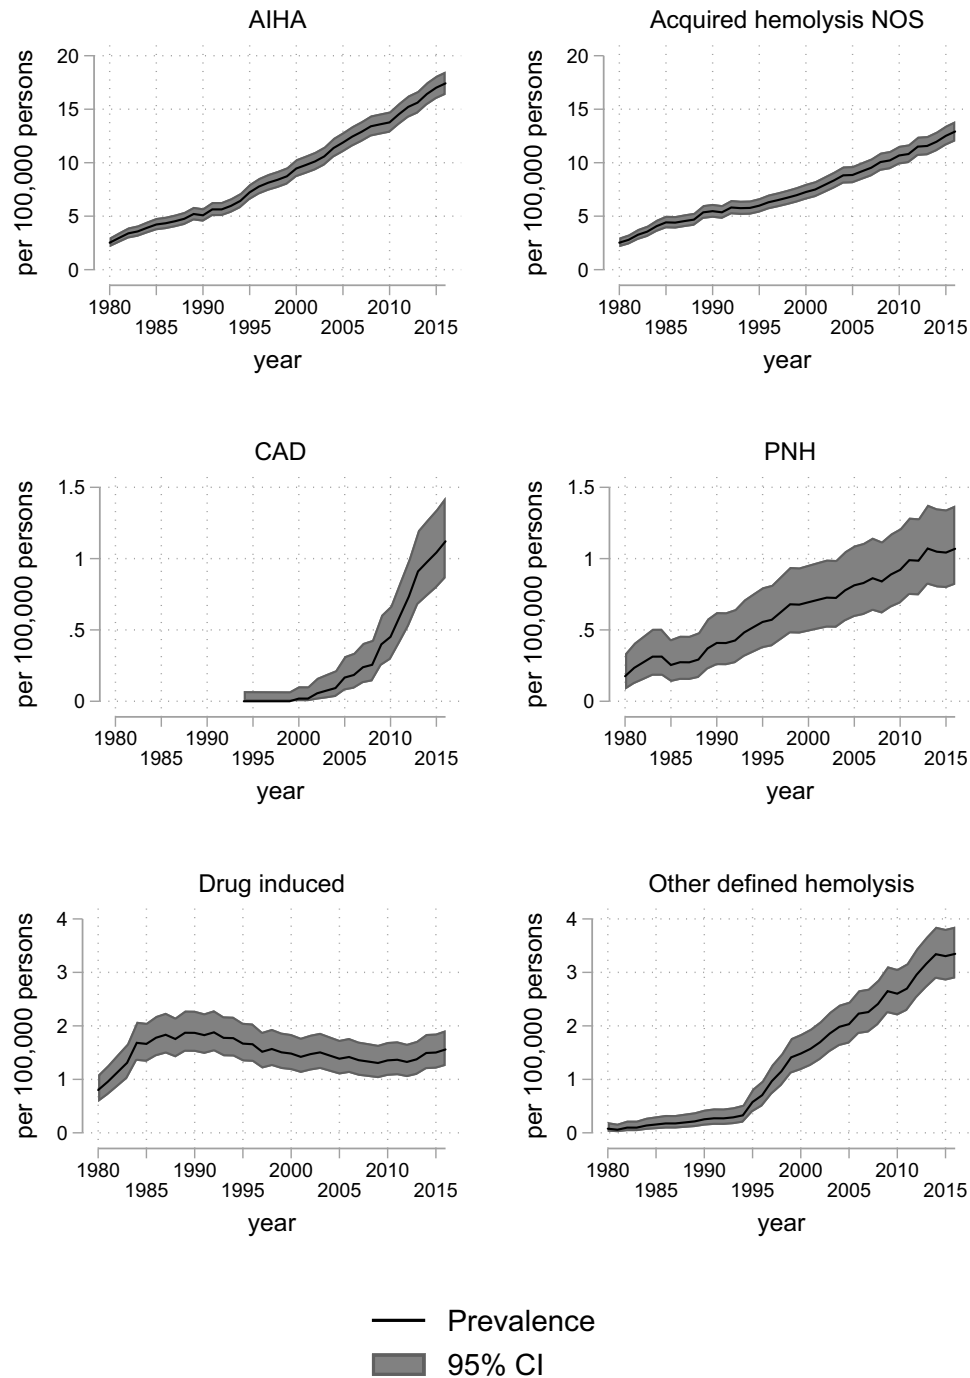 AIHA
per 100,000 persons
20
15
10
5
0
1980 1990 2000 2010
1985 1995 2005 2015
year
Acquired hemolysis NOS
per 100,000 persons
20
15
10
5
0
1980 1990 2000 2010
1985 1995 2005 2015
year
CAD
per 100,000 persons
1.5
1
.5
0
1980 1990 2000 2010
1985 1995 2005 2015
year
PNH
per 100,000 persons
1.5
1
.5
0
1980 1990 2000 2010
1985 1995 2005 2015
year
Drug induced
per 100,000 persons
4
3
2
1
0
1980 1990 2000 2010
1985 1995 2005 2015
year
Other defined hemolysis
per 100,000 persons
4
3
2
1
0
1980 1990 2000 2010
1985 1995 2005 2015
year
Prevalence
95% CI